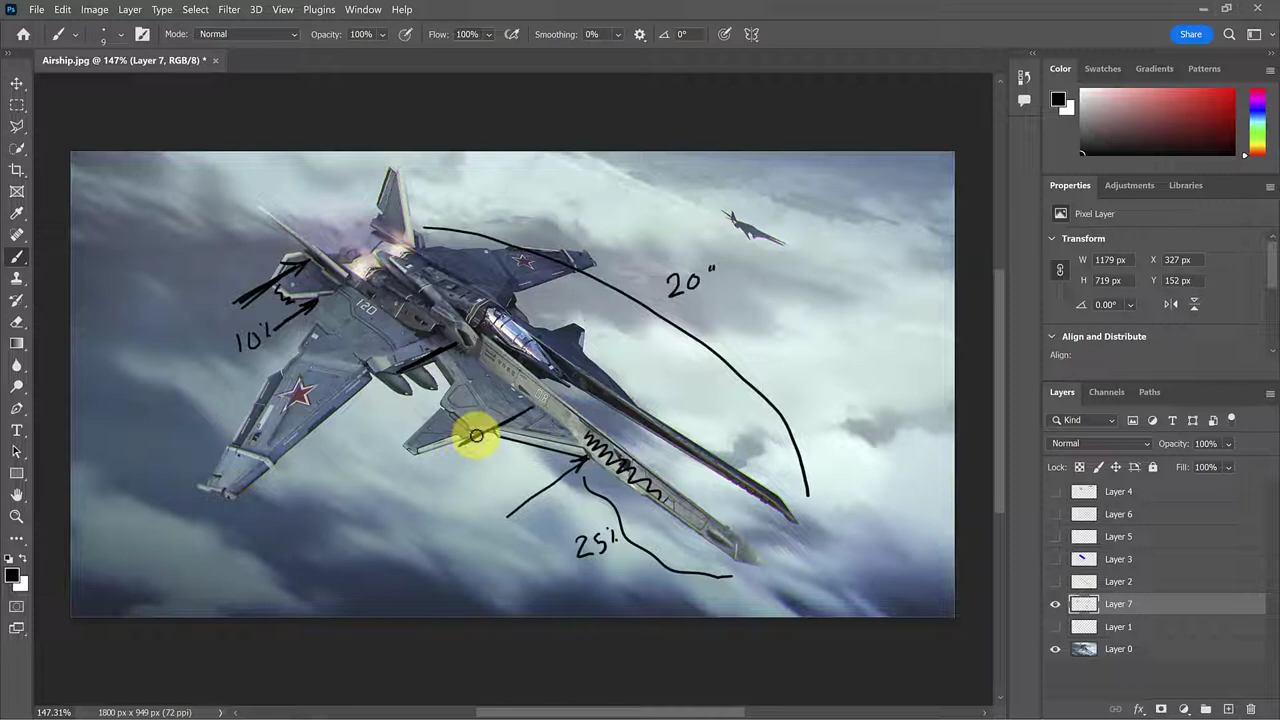 Ps File Edit Image Layer Type Select Filter 3D View Plugins Window Help
9 Mode: Normal Opacity: 100% Flow: 100% Smoothing: 0% 0° Share
Airship.jpg @ 147% (Layer 7, RGB/8) * ×
Color Swatches Gradients Patterns
Properties Adjustments Libraries
Pixel Layer
Transform
W 1179 px X 327 px
H 719 px Y 152 px
0.00°
Align and Distribute
Align:
Layers Channels Paths
Kind
Normal Opacity: 100%
Lock: Fill: 100%
Layer 4
Layer 6
Layer 5
Layer 3
Layer 2
Layer 7
Layer 1
Layer 0
20"
10%
120
80
25%
147.31% 1800 px x 949 px (72 ppi)